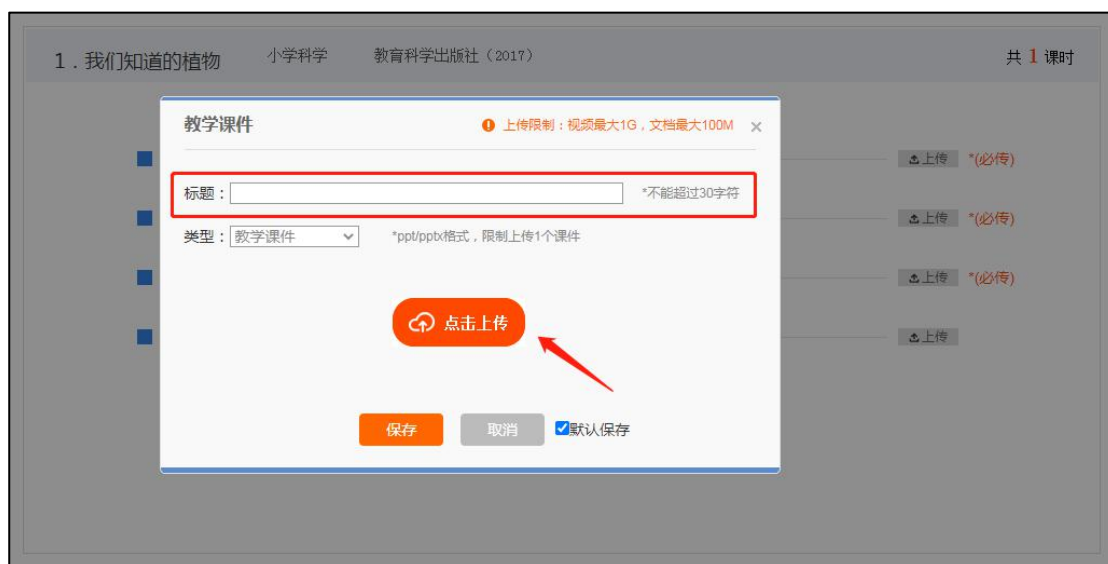 1．我们知道的植物 小学科学 教育科学出版社（2017） 共 1 课时
教学课件 上传限制：视频最大1G，文档最大100M ×
上传 *(必传)
标题： *不能超过30字符
上传 *(必传)
类型： 教学课件 *ppt/pptx格式，限制上传1个课件
上传 *(必传)
点击上传
上传
保存 取消 默认保存